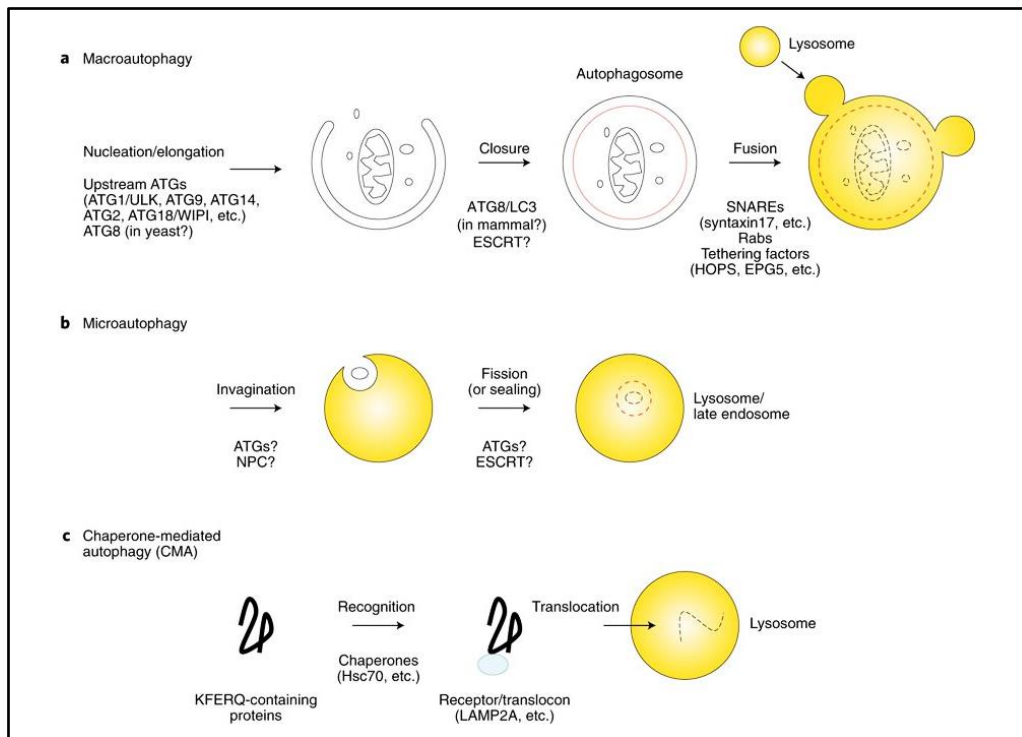 a Macroautophagy
Lysosome
Autophagosome
Nucleation/elongation
Upstream ATGs
(ATG1/ULK, ATG9, ATG14,
ATG2, ATG18/WIPI, etc.)
ATG8 (in yeast?)
Closure
ATG8/LC3
(in mammal?)
ESCRT?
Fusion
SNAREs
(syntaxin17, etc.)
Rabs
Tethering factors
(HOPS, EPG5, etc.)
b Microautophagy
Invagination
ATGs?
NPC?
Fission
(or sealing)
ATGs?
ESCRT?
Lysosome/
late endosome
c Chaperone-mediated
autophagy (CMA)
KFERQ-containing
proteins
Recognition
Chaperones
(Hsc70, etc.)
Receptor/translocon
(LAMP2A, etc.)
Translocation
Lysosome